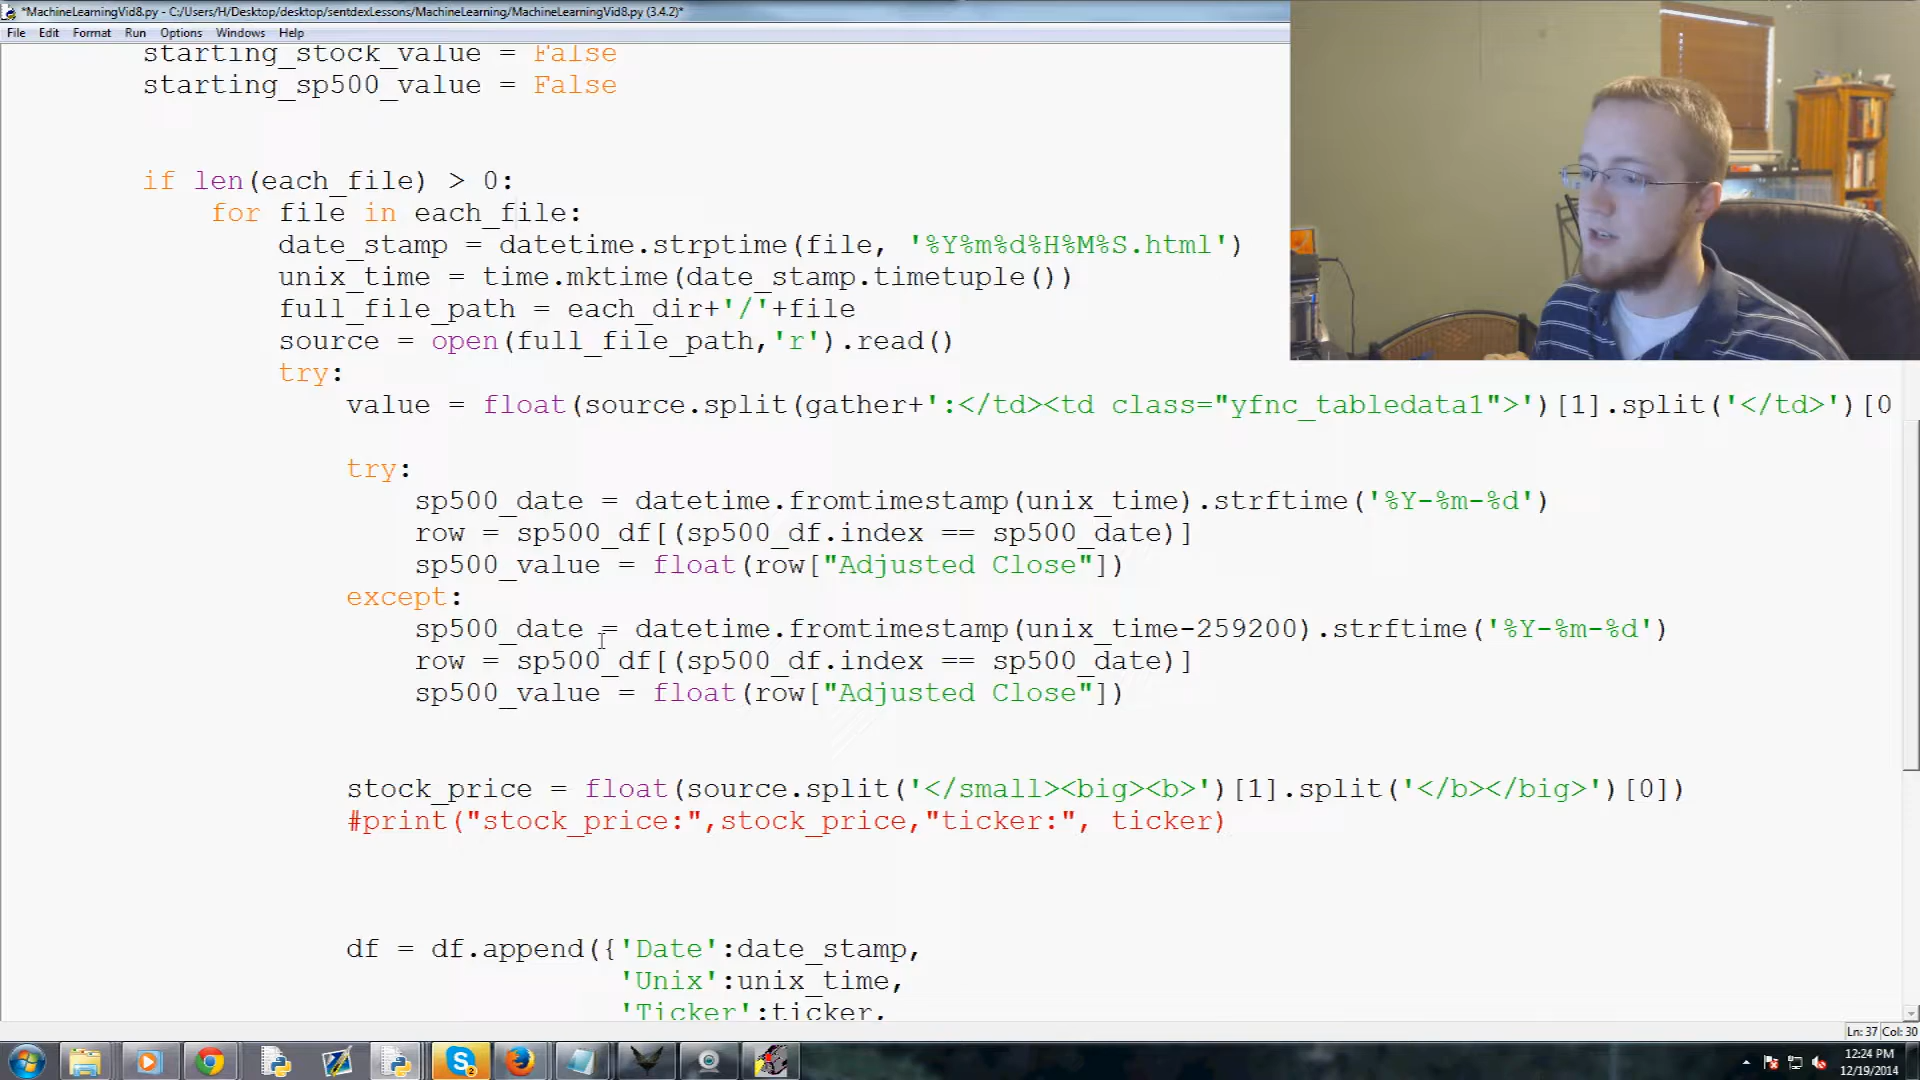 *MachineLearningVid8.py - C:/Users/H/Desktop/desktop/sentdexLessons/MachineLearning/MachineLearningVid8.py (3.4.2)*
File Edit Format Run Options Windows Help
starting_stock_value = False
starting_sp500_value = False
if len(each_file) > 0:
for file in each_file:
date_stamp = datetime.strptime(file, '%Y%m%d%H%M%S.html')
unix_time = time.mktime(date_stamp.timetuple())
full_file_path = each_dir+'/'+file
source = open(full_file_path,'r').read()
try:
value = float(source.split(gather+':</td><td class="yfnc_tabledata1">')[1].split('</td>')[0
try:
sp500_date = datetime.fromtimestamp(unix_time).strftime('%Y-%m-%d')
row = sp500_df[(sp500_df.index == sp500_date)]
sp500_value = float(row["Adjusted Close"])
except:
sp500_date = datetime.fromtimestamp(unix_time-259200).strftime('%Y-%m-%d')
row = sp500_df[(sp500_df.index == sp500_date)]
sp500_value = float(row["Adjusted Close"])
stock_price = float(source.split('</small><big><b>')[1].split('</b></big>')[0])
#print("stock_price:",stock_price,"ticker:", ticker)
df = df.append({'Date':date_stamp,
'Unix':unix_time,
'Ticker':ticker,
Ln: 37 Col: 30
12:24 PM
12/19/2014